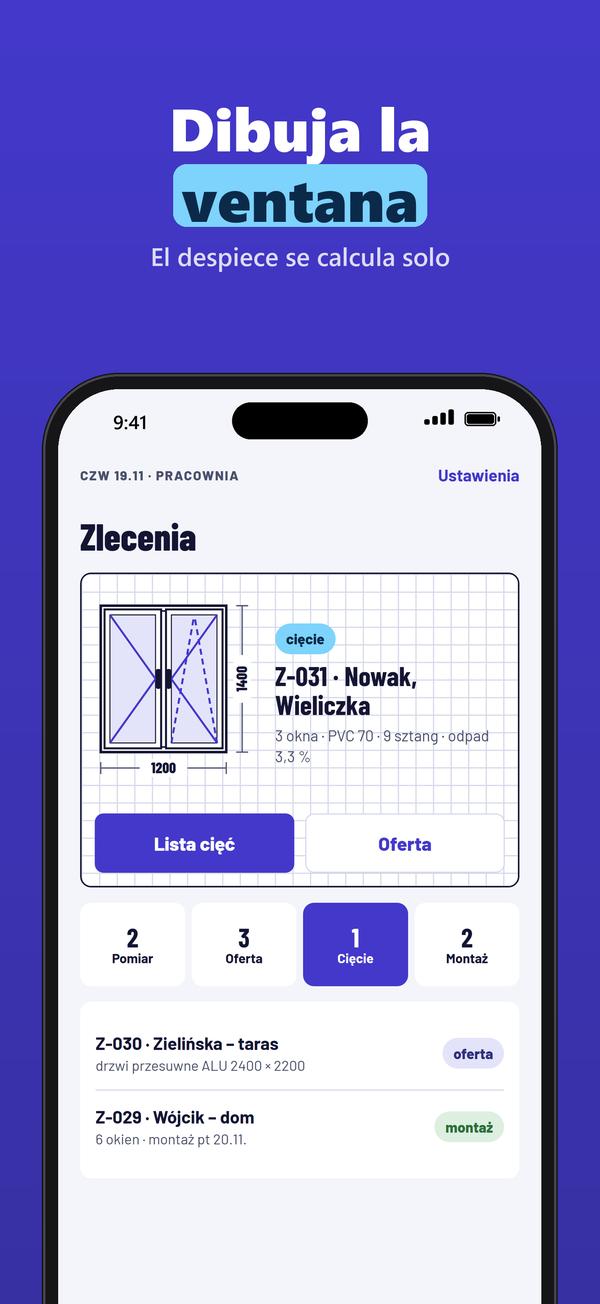 Dibuja la
ventana
El despiece se calcula solo
9:41
CZW 19.11 · PRACOWNIA
Ustawienia
Zlecenia
cięcie
Z-031 · Nowak,
Wieliczka
3 okna · PVC 70 · 9 sztang · odpad
3,3 %
1400
1200
Lista cięć
Oferta
2
Pomiar
3
Oferta
1
Cięcie
2
Montaż
Z-030 · Zielińska – taras
drzwi przesuwne ALU 2400 × 2200
oferta
Z-029 · Wójcik – dom
6 okien · montaż pt 20.11.
montaż